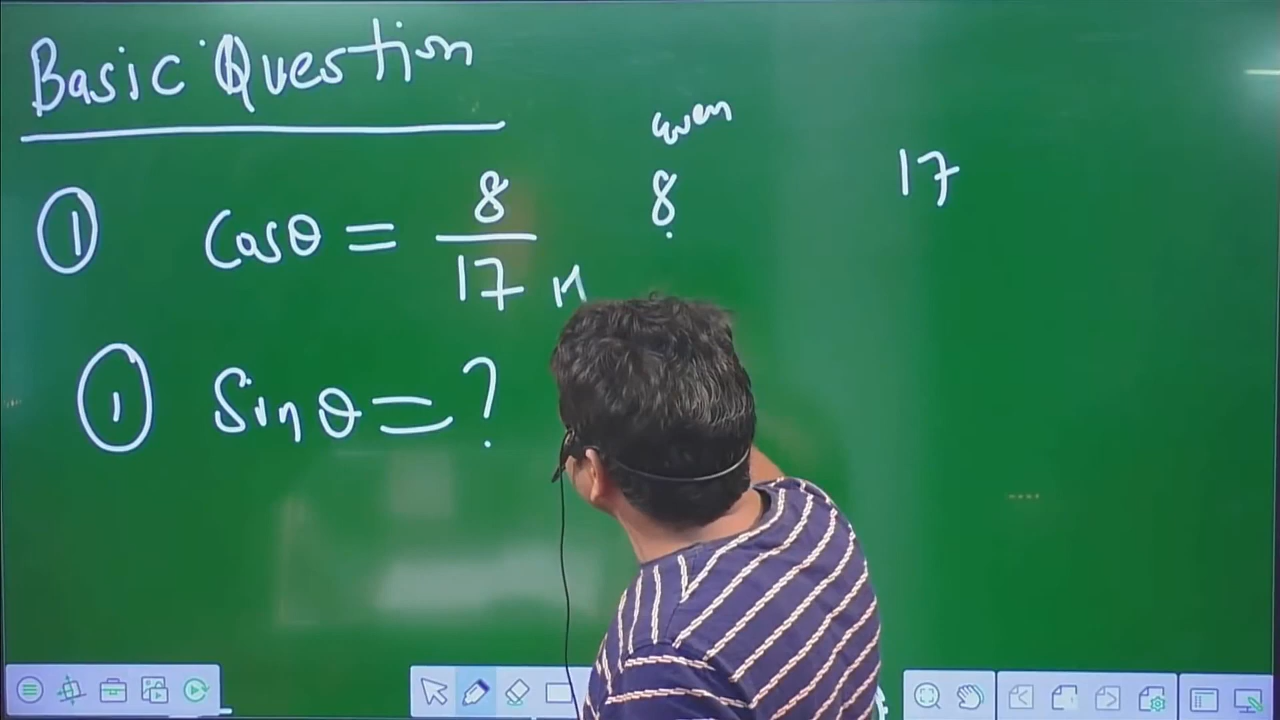 Basic Question
① cosθ = 8/17 H
Even
8
17
① Sinθ = ?